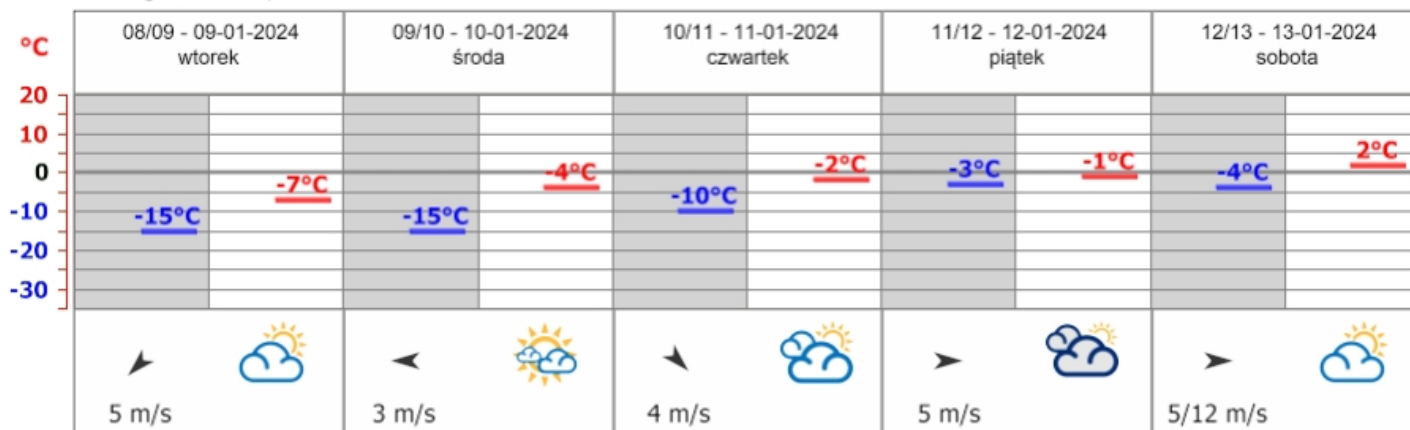 °C
08/09 - 09-01-2024
wtorek
09/10 - 10-01-2024
środa
10/11 - 11-01-2024
czwartek
11/12 - 12-01-2024
piątek
12/13 - 13-01-2024
sobota
20
10
0
-10
-20
-30
-15°C
-7°C
-15°C
-4°C
-10°C
-2°C
-3°C
-1°C
-4°C
2°C
5 m/s
3 m/s
4 m/s
5 m/s
5/12 m/s